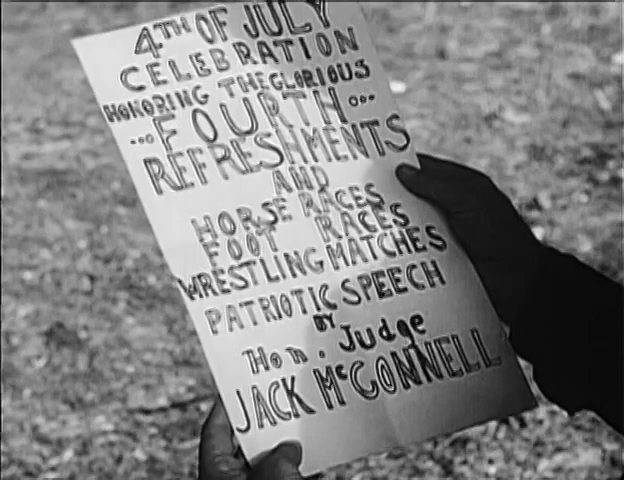 4TH OF JULY
CELEBRATION
HONORING THE GLORIOUS
...FOURTH...
REFRESHMENTS
AND
HORSE RACES
FOOT RACES
WRESTLING MATCHES
PATRIOTIC SPEECH
BY
Hon. Judge
JACK McCONNELL